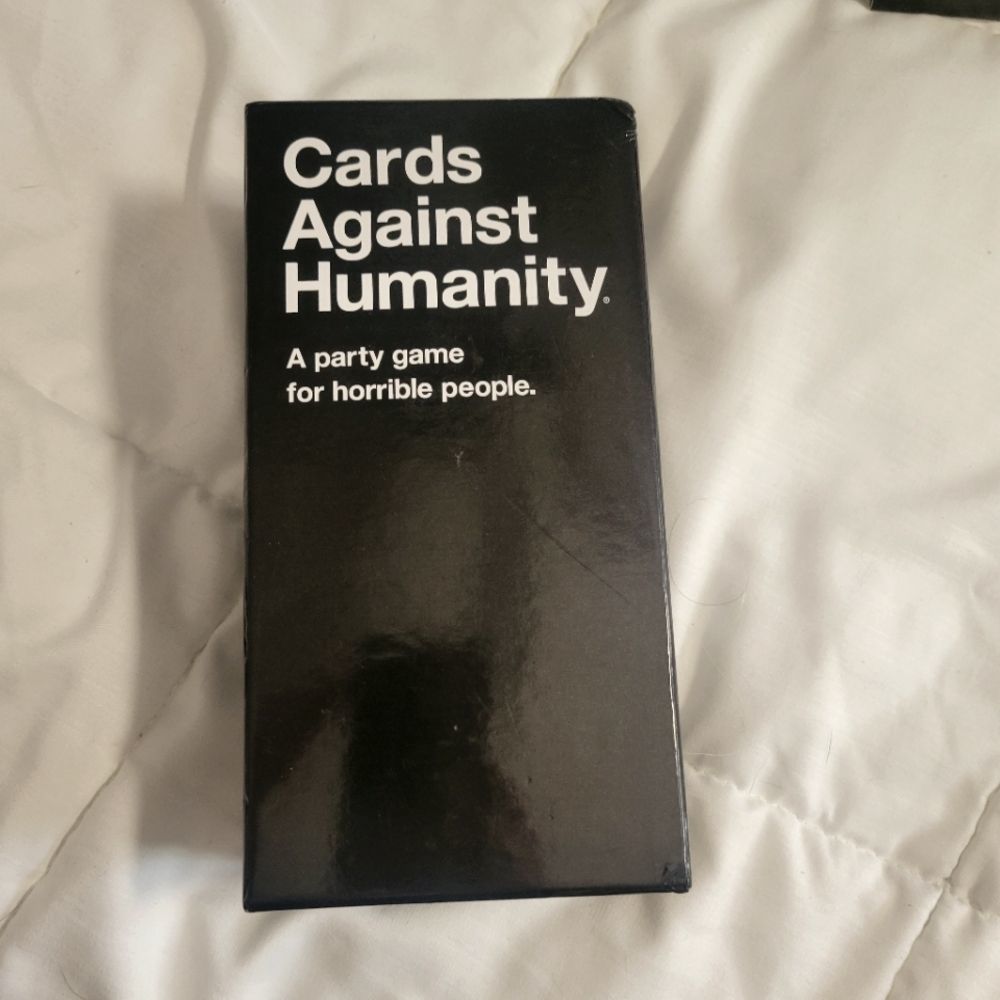 Cards
Against
Humanity®
A party game
for horrible people.